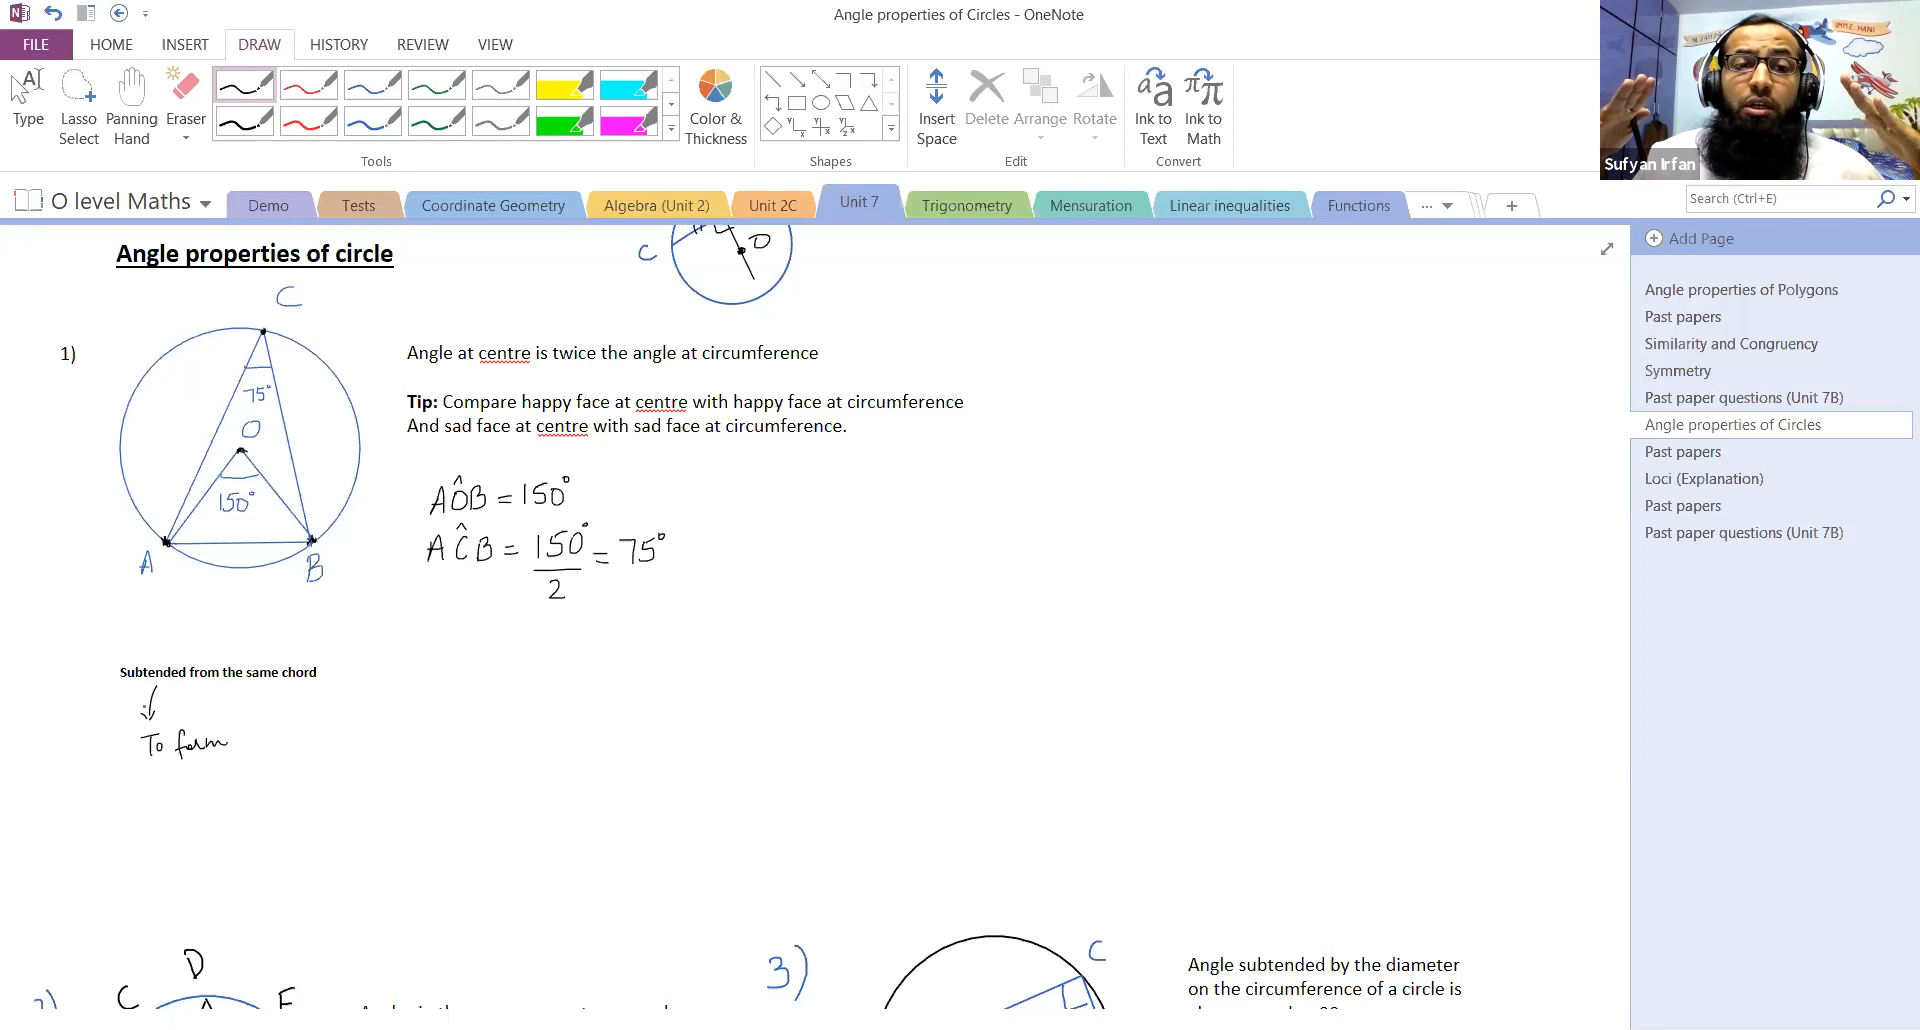 Angle properties of Circles - OneNote
FILE HOME INSERT DRAW HISTORY REVIEW VIEW
Type
Lasso Select
Panning Hand
Eraser
Color & Thickness
Insert Space
Delete
Arrange
Rotate
Ink to Text
Ink to Math
Tools
Shapes
Edit
Convert
Sufyan Irfan
UMME HANI
O level Maths
Demo
Tests
Coordinate Geometry
Algebra (Unit 2)
Unit 2C
Unit 7
Trigonometry
Mensuration
Linear inequalities
Functions
Search (Ctrl+E)
Add Page
Angle properties of Polygons
Past papers
Similarity and Congruency
Symmetry
Past paper questions (Unit 7B)
Angle properties of Circles
Past papers
Loci (Explanation)
Past papers
Past paper questions (Unit 7B)
Angle properties of circle
C
D
C
1)
75°
O
150°
A
B
Angle at centre is twice the angle at circumference
Tip: Compare happy face at centre with happy face at circumference
And sad face at centre with sad face at circumference.
AÔB = 150°
AĈB = 150° = 75°
2
Subtended from the same chord
To form
D
C
E
3)
C
Angle subtended by the diameter
on the circumference of a circle is